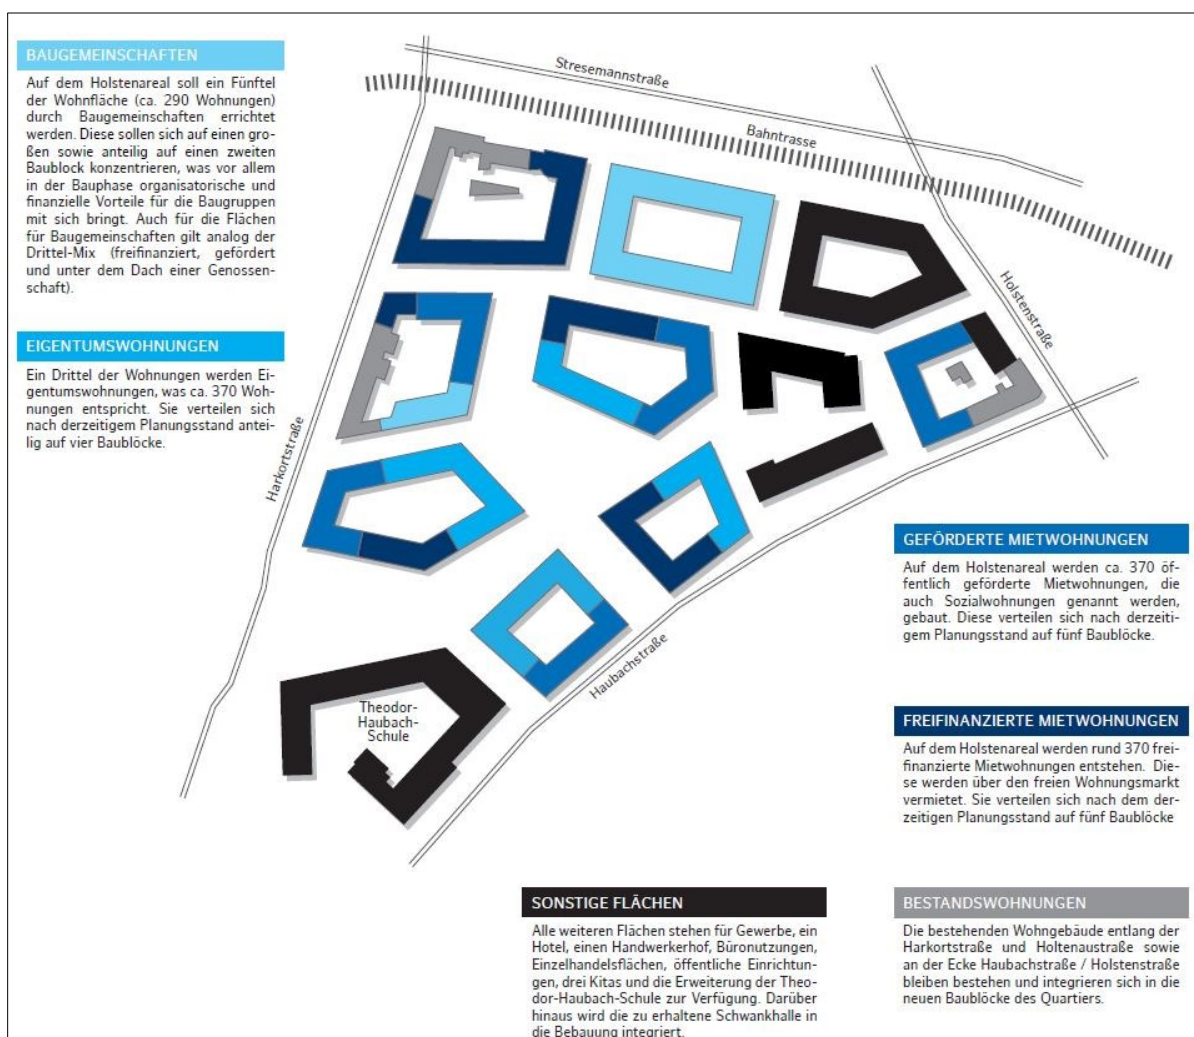 BAUGEMEINSCHAFTEN
Auf dem Holstenareal soll ein Fünftel
der Wohnfläche (ca. 290 Wohnungen)
durch Baugemeinschaften errichtet
werden. Diese sollen sich auf einen gro-
ßen sowie anteilig auf einen zweiten
Baublock konzentrieren, was vor allem
in der Bauphase organisatorische und
finanzielle Vorteile für die Baugruppen
mit sich bringt. Auch für die Flächen
für Baugemeinschaften gilt analog der
Drittel-Mix (freifinanziert, gefördert
und unter dem Dach einer Genossen-
schaft).
EIGENTUMSWOHNUNGEN
Ein Drittel der Wohnungen werden Ei-
gentumswohnungen, was ca. 370 Woh-
nungen entspricht. Sie verteilen sich
nach derzeitigem Planungsstand antei-
lig auf vier Baublöcke.
Stresemannstraße
Bahntrasse
Holstenstraße
Harkortstraße
Haubachstraße
Theodor-
Haubach-
Schule
GEFÖRDERTE MIETWOHNUNGEN
Auf dem Holstenareal werden ca. 370 öf-
fentlich geförderte Mietwohnungen, die
auch Sozialwohnungen genannt werden,
gebaut. Diese verteilen sich nach derzeiti-
gem Planungsstand auf fünf Baublöcke.
FREIFINANZIERTE MIETWOHNUNGEN
Auf dem Holstenareal werden rund 370 frei-
finanzierte Mietwohnungen entstehen. Die-
se werden über den freien Wohnungsmarkt
vermietet. Sie verteilen sich nach dem der-
zeitigen Planungsstand auf fünf Baublöcke
SONSTIGE FLÄCHEN
Alle weiteren Flächen stehen für Gewerbe, ein
Hotel, einen Handwerkerhof, Büronutzungen,
Einzelhandelsflächen, öffentliche Einrichtun-
gen, drei Kitas und die Erweiterung der Theo-
dor-Haubach-Schule zur Verfügung. Darüber
hinaus wird die zu erhaltene Schwankhalle in
die Bebauung integriert.
BESTANDSWOHNUNGEN
Die bestehenden Wohngebäude entlang der
Harkortstraße und Holtenaustraße sowie
an der Ecke Haubachstraße / Holstenstraße
bleiben bestehen und integrieren sich in die
neuen Baublöcke des Quartiers.